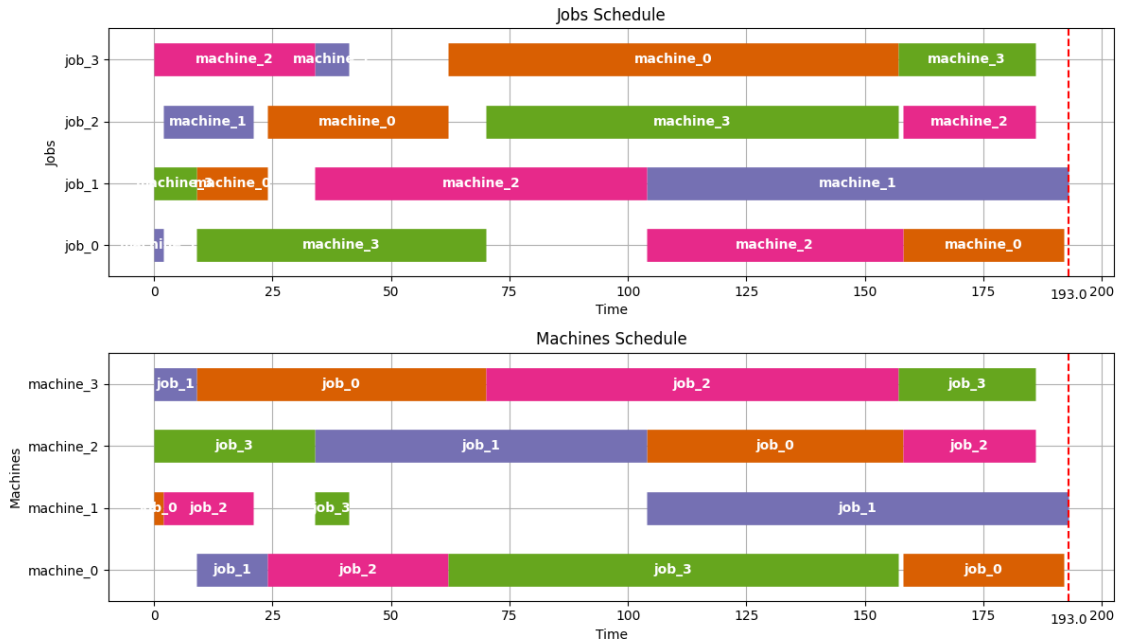 Jobs Schedule
job_3 machine_2 machine_0 machine_3
job_2 machine_1 machine_0 machine_3 machine_2
job_1 machine_3 machine_0 machine_2 machine_1
job_0 machine_3 machine_2 machine_0
Jobs
0 25 50 75 100 125 150 175 193.0 200
Time
Machines Schedule
machine_3 job_1 job_0 job_2 job_3
machine_2 job_3 job_1 job_0 job_2
machine_1 job_0 job_2 job_3 job_1
machine_0 job_1 job_2 job_3 job_0
Machines
0 25 50 75 100 125 150 175 193.0 200
Time